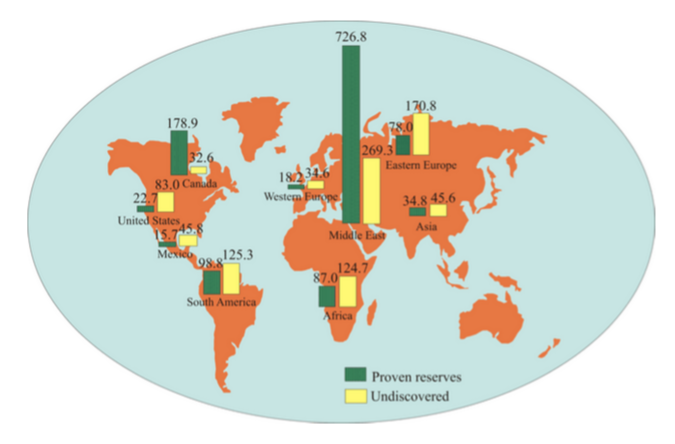 726.8
178.9
170.8
78.0
32.6
269.3
Eastern Europe
83.0
Canada
18.2 34.6
22.7
Western Europe
34.8 45.6
United States
15.7 45.8
Middle East
Asia
Mexico
98.8 125.3
87.0 124.7
South America
Africa
Proven reserves
Undiscovered